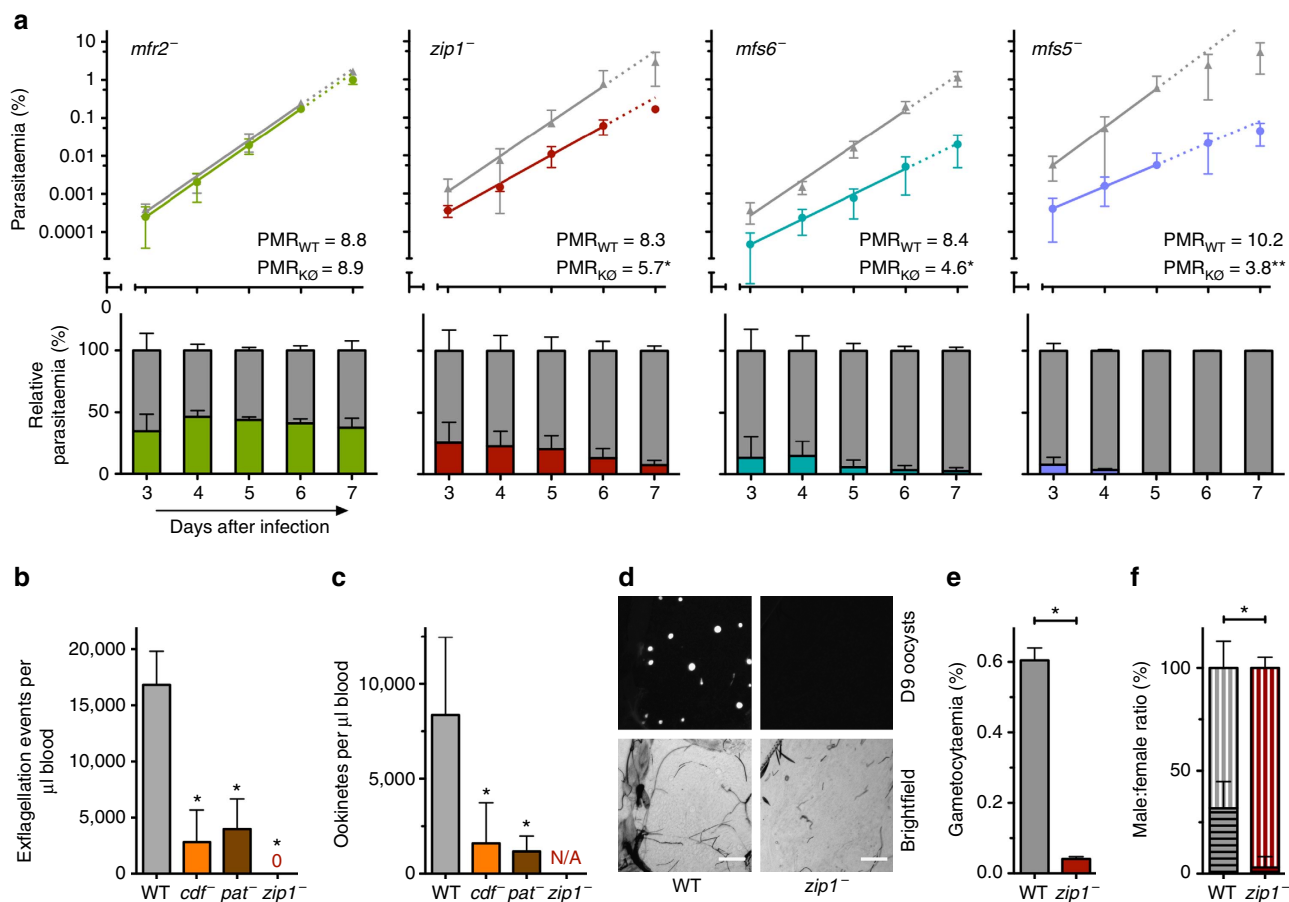 a
mfr2⁻
zip1⁻
mfs6⁻
mfs5⁻
Parasitaemia (%)
10
1
0.1
0.01
0.001
0.0001
0
PMR_WT = 8.8
PMR_KØ = 8.9
PMR_WT = 8.3
PMR_KØ = 5.7*
PMR_WT = 8.4
PMR_KØ = 4.6*
PMR_WT = 10.2
PMR_KØ = 3.8**
Relative
parasitaemia (%)
100
50
0
3 4 5 6 7
3 4 5 6 7
3 4 5 6 7
3 4 5 6 7
Days after infection
b
Exflagellation events per
µl blood
20,000
15,000
10,000
5,000
0
*
*
*
0
WT cdf⁻ pat⁻ zip1⁻
c
Ookinetes per µl blood
10,000
5,000
0
*
*
N/A
WT cdf⁻ pat⁻ zip1⁻
d
D9 oocysts
Brightfield
WT
zip1⁻
e
Gametocytaemia (%)
0.6
0.4
0.2
0.0
*
WT zip1⁻
f
Male:female ratio (%)
100
50
0
*
WT zip1⁻